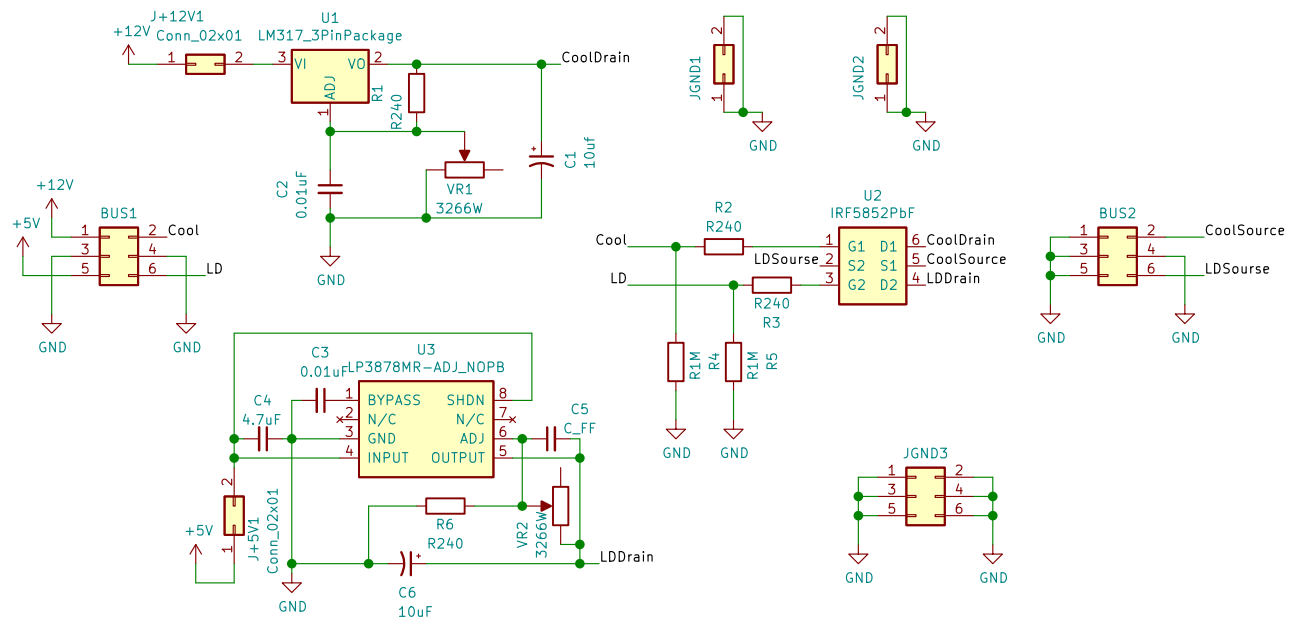 J+12V1
+12V
Conn_02x01
1
2
U1
LM317_3PinPackage
3
VI
VO
2
ADJ
1
R1
R240
CoolDrain
C1
10uf
C2
0.01uF
VR1
3266W
GND
JGND1
2
1
GND
JGND2
2
1
GND
+12V
+5V
BUS1
1
2
Cool
3
4
5
6
LD
GND
GND
U2
IRF5852PbF
R2
R240
Cool
LDSourse
LD
1
G1
D1
6
CoolDrain
2
S2
S1
5
CoolSource
3
G2
D2
4
LDDrain
R240
R3
R1M
R4
R1M
R5
GND
GND
BUS2
1
2
CoolSource
3
4
5
6
LDSourse
GND
GND
U3
LP3878MR-ADJ_NOPB
C3
0.01uF
C4
4.7uF
1
BYPASS
SHDN
8
2
N/C
N/C
7
3
GND
ADJ
6
4
INPUT
OUTPUT
5
C5
C_FF
2
1
J+5V1
Conn_02x01
+5V
R6
R240
VR2
3266W
LDDrain
C6
10uF
GND
JGND3
1
2
3
4
5
6
GND
GND